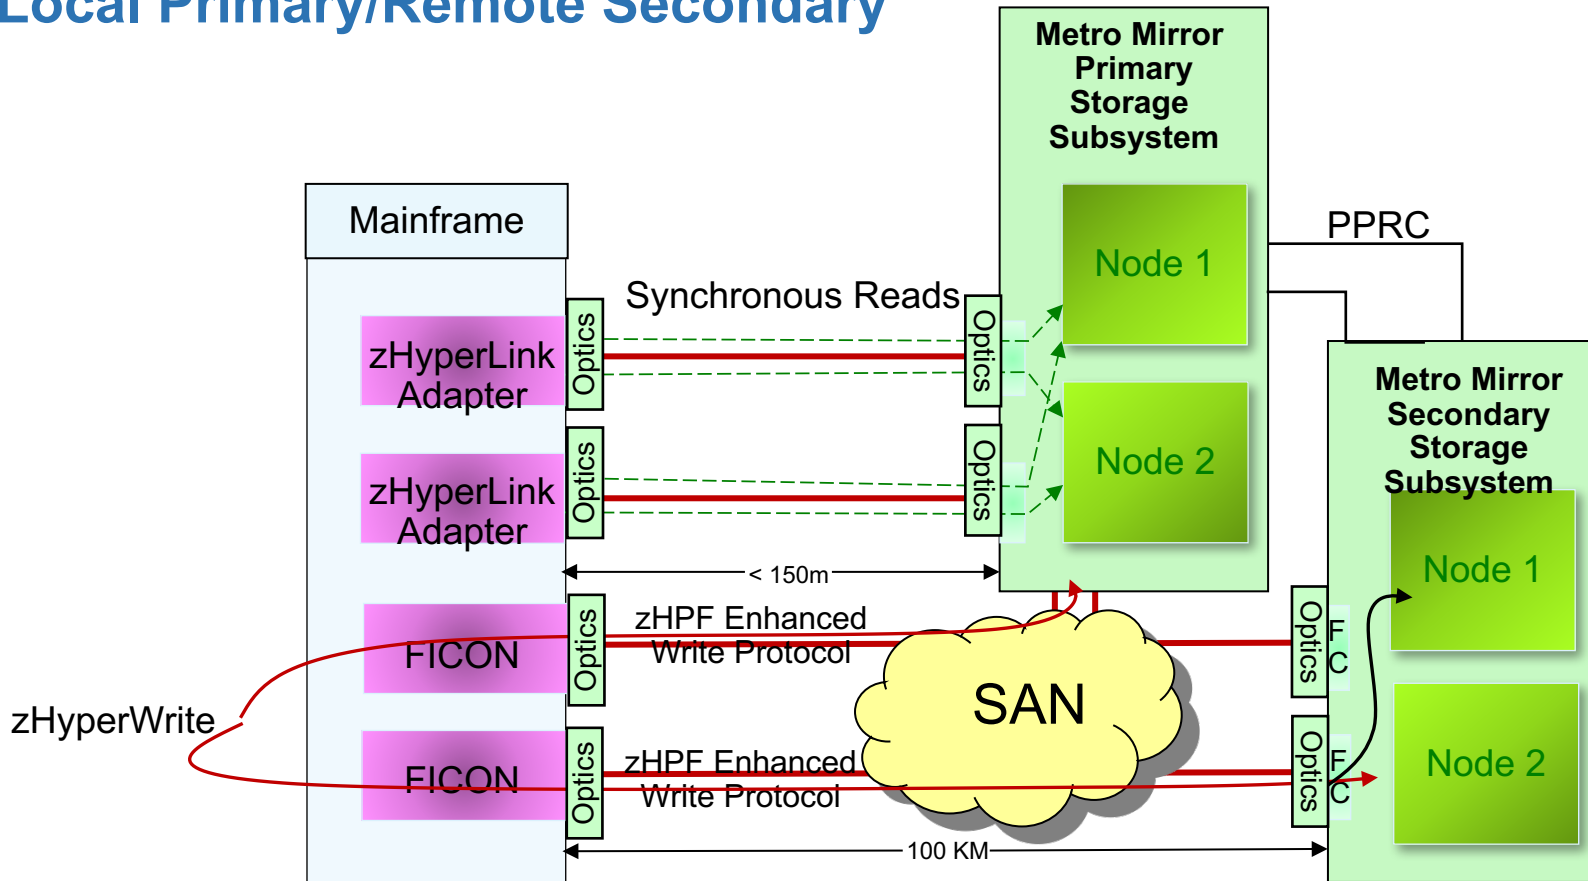 Local Primary/Remote Secondary
Metro Mirror
Primary
Storage
Subsystem
Mainframe
PPRC
Node 1
Synchronous Reads
Optics
Optics
zHyperLink
Adapter
Node 2
Metro Mirror
Secondary
Storage
Subsystem
Optics
Optics
zHyperLink
Adapter
< 150m
Node 1
Optics
zHPF Enhanced
Write Protocol
FICON
Optics
F
C
SAN
zHyperWrite
Optics
zHPF Enhanced
Write Protocol
FICON
Optics
F
C
Node 2
100 KM